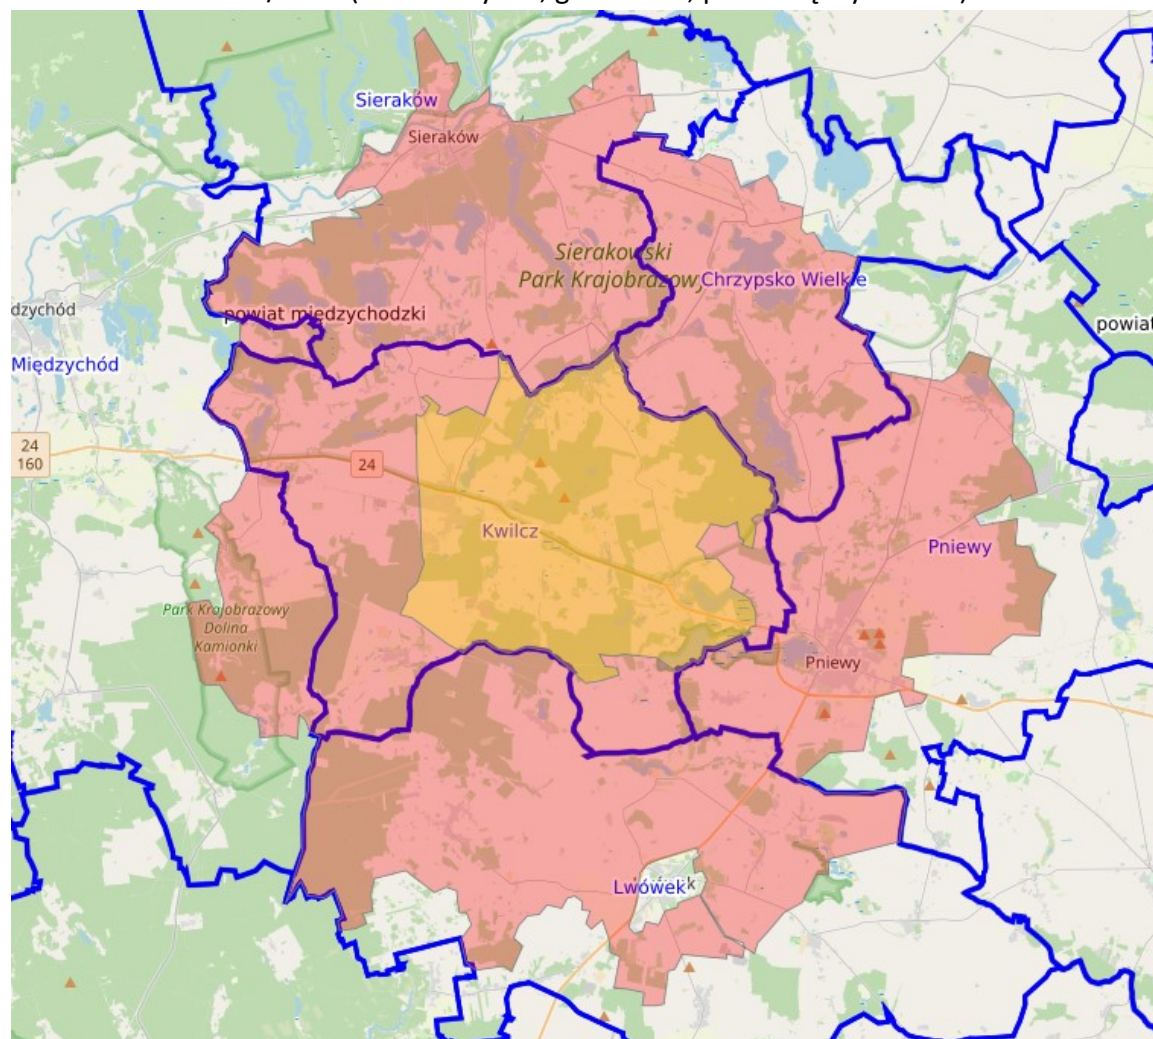 Sieraków
Sieraków
Sierakowski
Park Krajobrazowy
Chrzypsko Wielkie
dzychód
powiat międzychodzki
powiat
Międzychód
24
160
24
Kwilcz
Pniewy
Park Krajobrazowy
Dolina
Kamionki
Pniewy
Lwówek
k